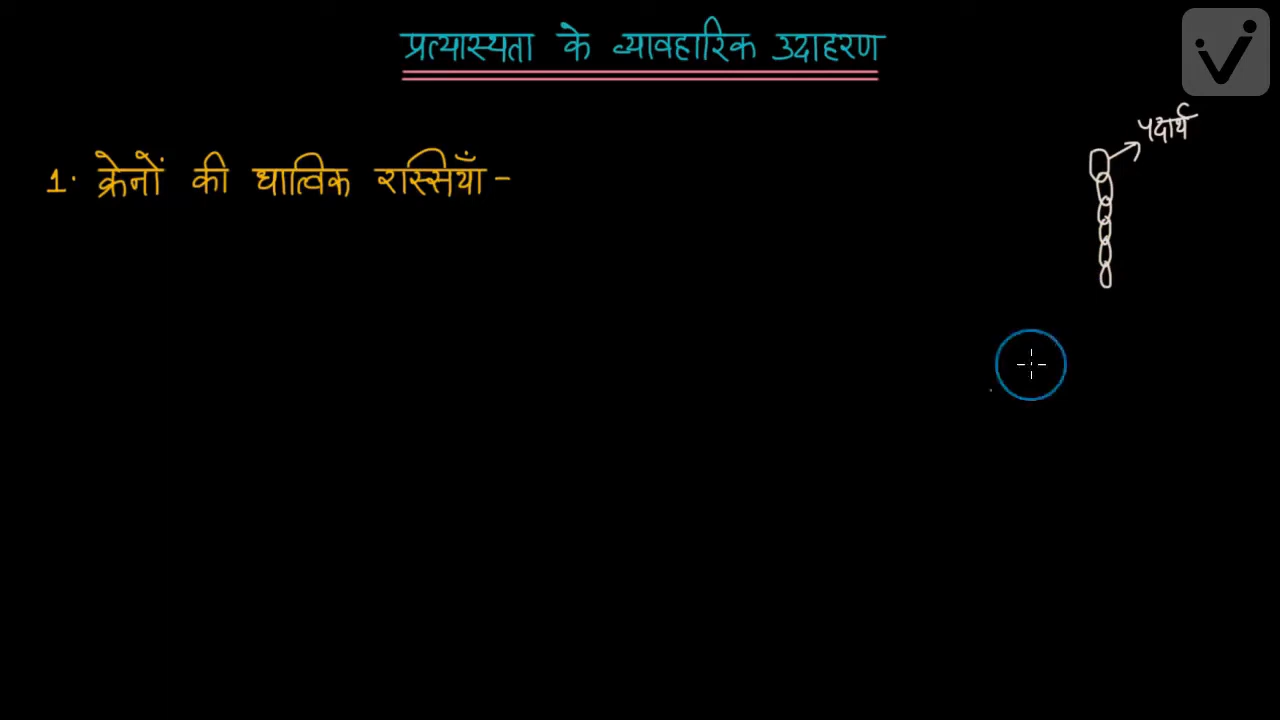 प्रत्यास्थता के व्यावहारिक उदाहरण
1. क्रेनों की धात्विक रस्सियाँ -
पदार्थ